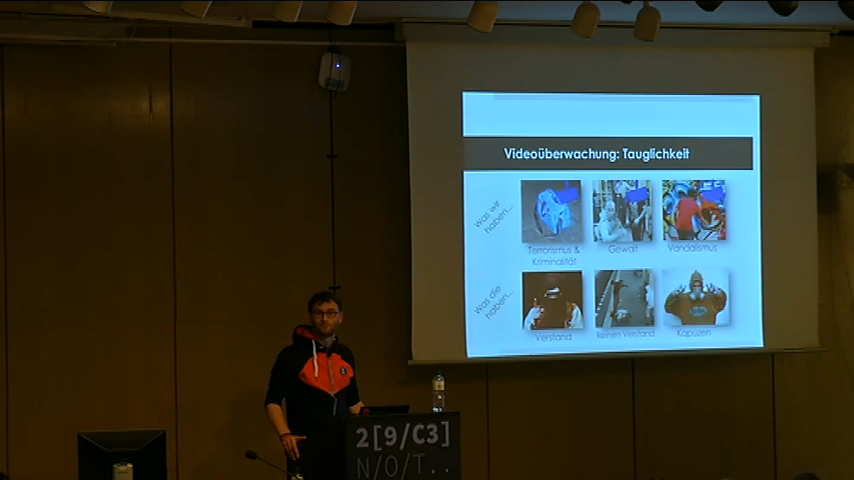 Videoüberwachung: Tauglichkeit
Was wir
haben...
Terrorismus &
Kriminalität
Gewalt
Vandalismus
Was die
haben...
Verstand
keinen Verstand
Kapuzen
2[9/C3]
N/O/T..